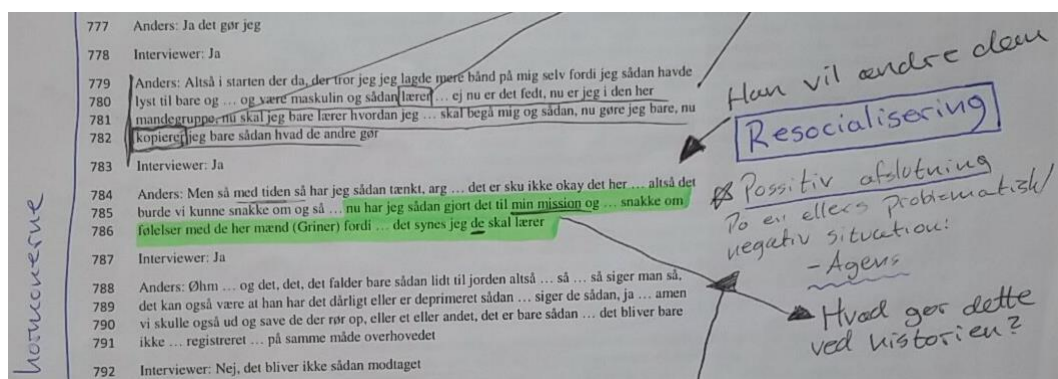 777 Anders: Ja det gør jeg
778 Interviewer: Ja
779 Anders: Altså i starten der da, der tror jeg jeg lagde mere bånd på mig selv fordi jeg sådan havde
780 lyst til bare og … og være maskulin og sådan lærer … ej nu er det fedt, nu er jeg i den her
781 mandegruppe, nu skal jeg bare lærer hvordan jeg … skal begå mig og sådan, nu gøre jeg bare, nu
782 kopierer jeg bare sådan hvad de andre gør
783 Interviewer: Ja
784 Anders: Men så med tiden så har jeg sådan tænkt, arg … det er sku ikke okay det her … altså det
785 burde vi kunne snakke om og så … nu har jeg sådan gjort det til min mission og … snakke om
786 følelser med de her mænd (Griner) fordi … det synes jeg de skal lærer
787 Interviewer: Ja
788 Anders: Øhm … og det, det, det falder bare sådan lidt til jorden altså … så … så siger man så,
789 det kan også være at han har det dårligt eller er deprimeret sådan … siger de sådan, ja … amen
790 vi skulle også ud og save de der rør op, eller et eller andet, det er bare sådan … det bliver bare
791 ikke … registreret … på samme måde overhovedet
792 Interviewer: Nej, det bliver ikke sådan modtaget
Han vil ændre dem
Resocialisering
Possitiv afslutning
På en ellers problematisk/
negativ situation:
- Agens
Hvad gør dette
ved historien?
hormonerne